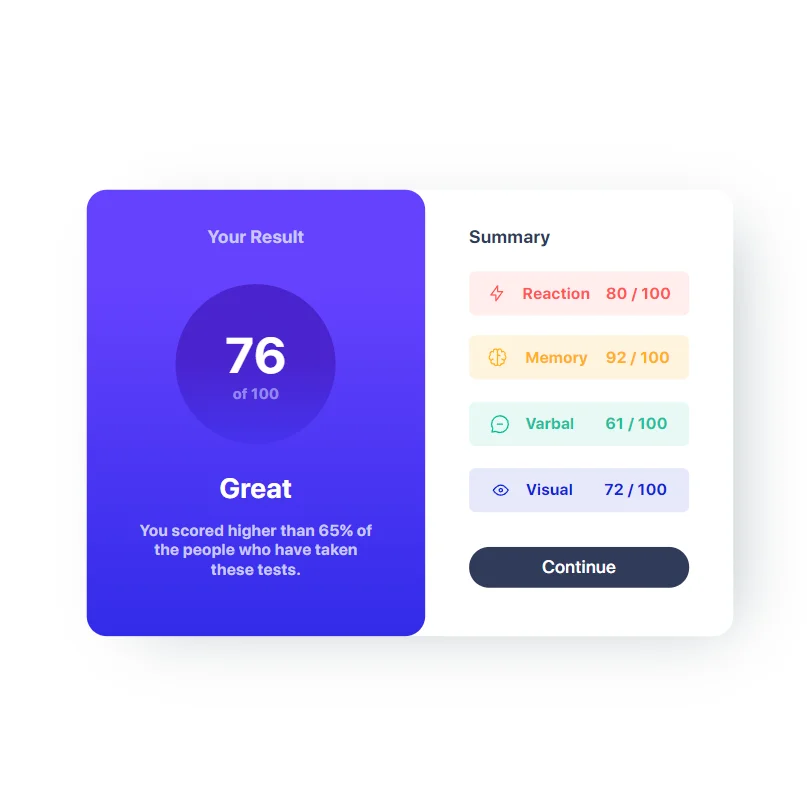 Your Result
76
of 100
Great
You scored higher than 65% of
the people who have taken
these tests.
Summary
Reaction 80 / 100
Memory 92 / 100
Varbal 61 / 100
Visual 72 / 100
Continue